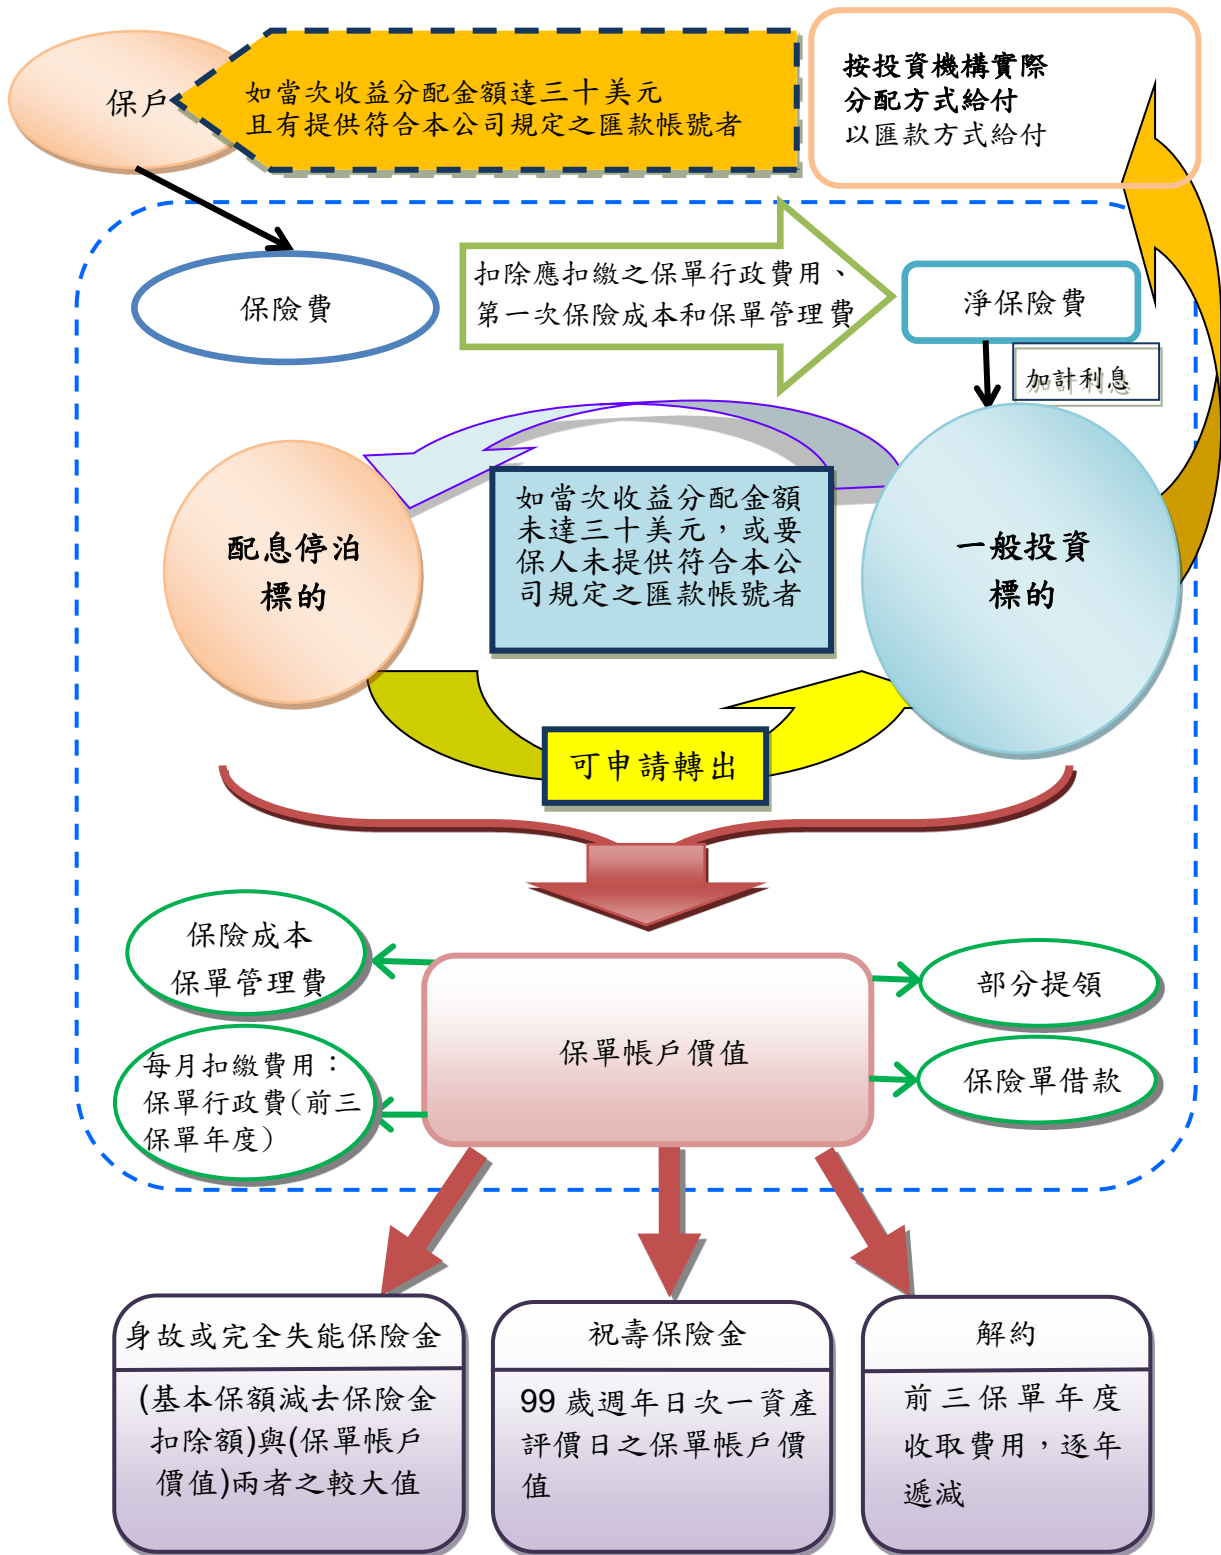 保戶
如當次收益分配金額達三十美元
且有提供符合本公司規定之匯款帳號者
按投資機構實際
分配方式給付
以匯款方式給付
保險費
扣除應扣繳之保單行政費用、
第一次保險成本和保單管理費
淨保險費
加計利息
配息停泊
標的
如當次收益分配金額
未達三十美元，或要
保人未提供符合本公
司規定之匯款帳號者
一般投資
標的
可申請轉出
保險成本
保單管理費
每月扣繳費用：
保單行政費(前三
保單年度)
保單帳戶價值
部分提領
保險單借款
身故或完全失能保險金
(基本保額減去保險金
扣除額)與(保單帳戶
價值)兩者之較大值
祝壽保險金
99 歲週年日次一資產
評價日之保單帳戶價
值
解約
前三保單年度
收取費用，逐年
遞減